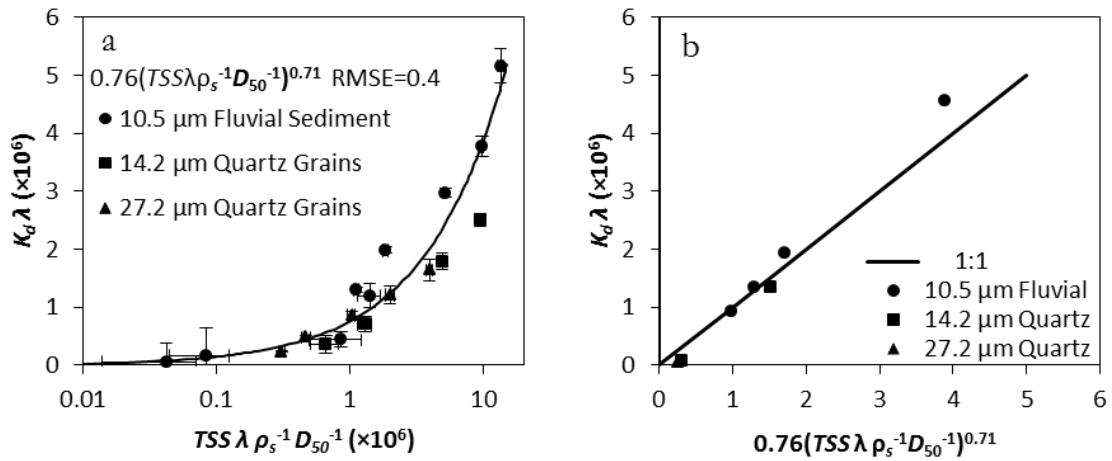 a
0.76(TSSλρₛ⁻¹D₅₀⁻¹)⁰·⁷¹ RMSE=0.4
10.5 µm Fluvial Sediment
14.2 µm Quartz Grains
27.2 µm Quartz Grains
6
5
4
3
2
1
0
K_d λ (×10⁶)
0.01 0.1 1 10
TSS λ ρₛ⁻¹ D₅₀⁻¹ (×10⁶)
b
6
5
4
3
2
1
0
K_d λ (×10⁶)
1:1
10.5 µm Fluvial
14.2 µm Quartz
27.2 µm Quartz
0 1 2 3 4 5 6
0.76(TSS λ ρₛ⁻¹D₅₀⁻¹)⁰·⁷¹